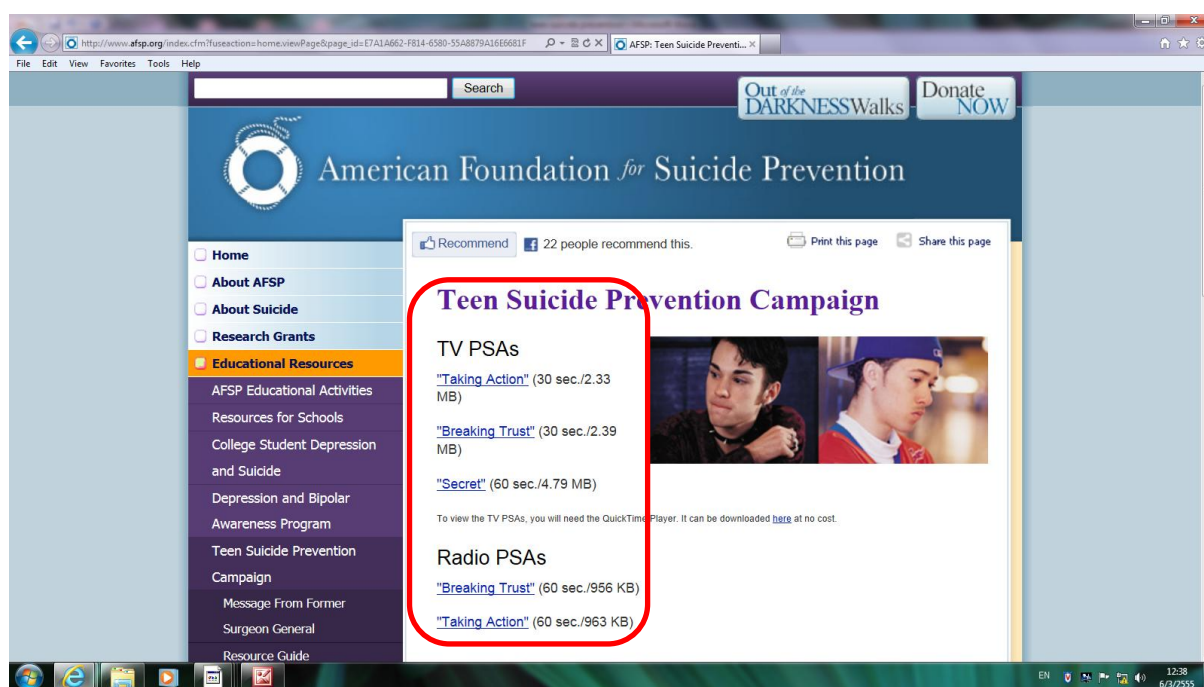 http://www.afsp.org/index.cfm?fuseaction=home.viewPage&page_id=E7A1A662-F814-6580-55A8879A16E6681F
AFSP: Teen Suicide Preventi...
File Edit View Favorites Tools Help
Search
Out of the
DARKNESS Walks
Donate
NOW
American Foundation for Suicide Prevention
Recommend
22 people recommend this.
Print this page
Share this page
Home
About AFSP
About Suicide
Research Grants
Educational Resources
AFSP Educational Activities
Resources for Schools
College Student Depression
and Suicide
Depression and Bipolar
Awareness Program
Teen Suicide Prevention
Campaign
Message From Former
Surgeon General
Resource Guide
Teen Suicide Prevention Campaign
TV PSAs
"Taking Action" (30 sec./2.33
MB)
"Breaking Trust" (30 sec./2.39
MB)
"Secret" (60 sec./4.79 MB)
To view the TV PSAs, you will need the QuickTime Player. It can be downloaded here at no cost.
Radio PSAs
"Breaking Trust" (60 sec./956 KB)
"Taking Action" (60 sec./963 KB)
EN
12:38
6/3/2555